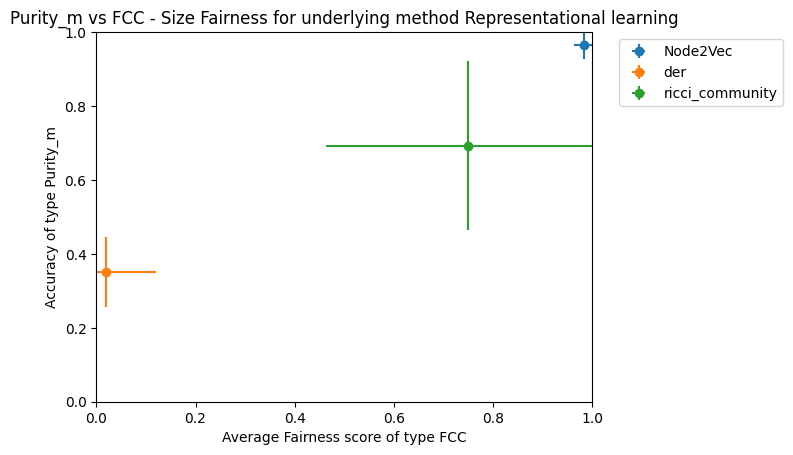 Purity_m vs FCC - Size Fairness for underlying method Representational learning
Node2Vec
der
ricci_community
Accuracy of type Purity_m
1.0
0.8
0.6
0.4
0.2
0.0
0.0 0.2 0.4 0.6 0.8 1.0
Average Fairness score of type FCC